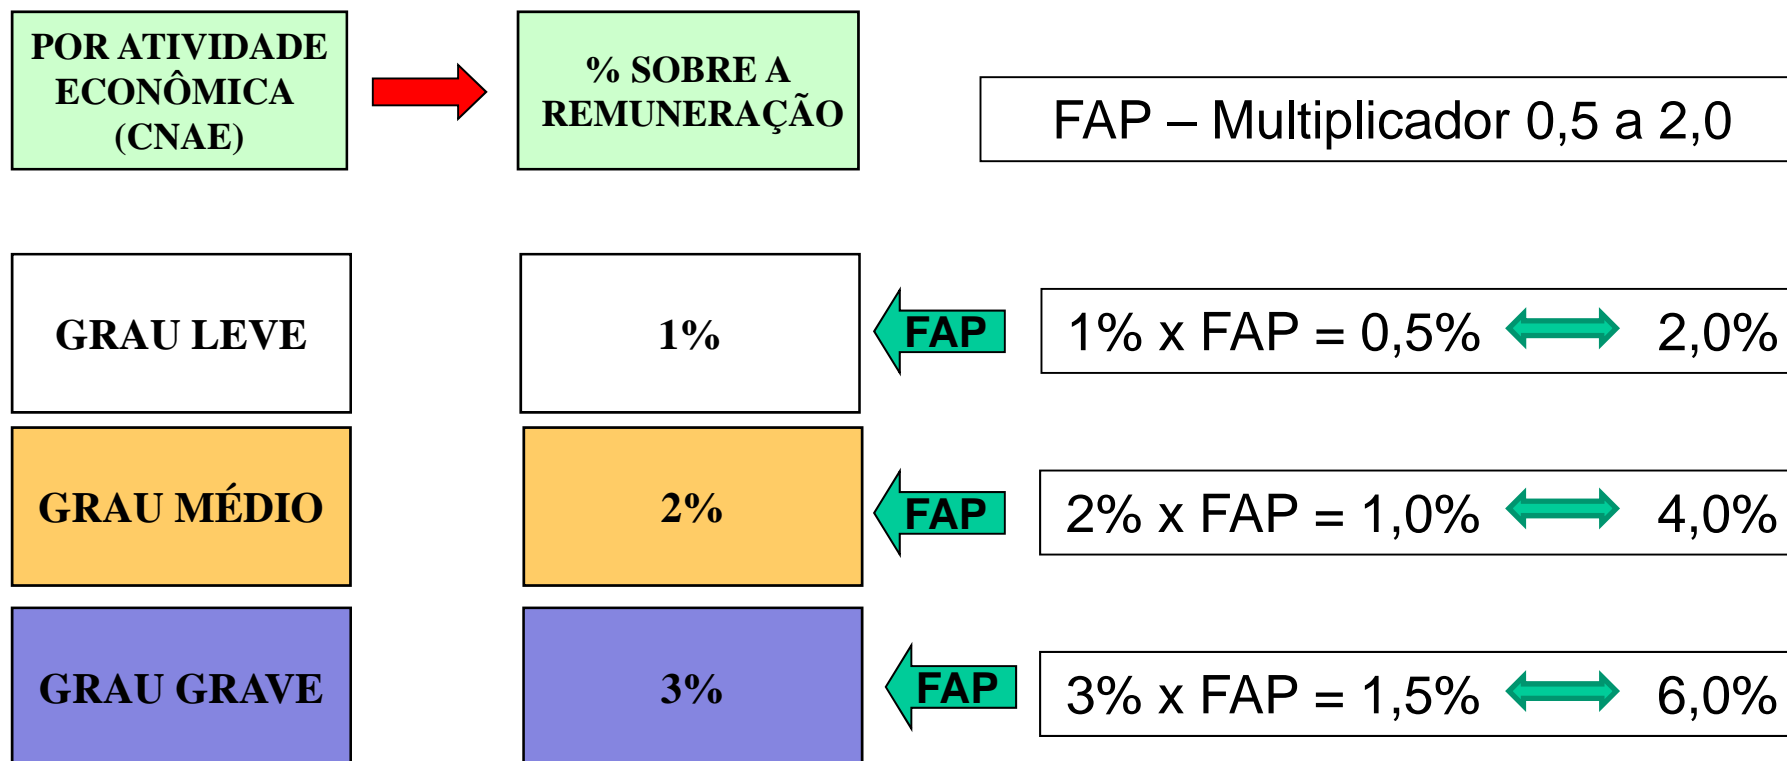 POR ATIVIDADE
ECONÔMICA
(CNAE)
% SOBRE A
REMUNERAÇÃO
FAP – Multiplicador 0,5 a 2,0
GRAU LEVE
1%
FAP
1% x FAP = 0,5% 2,0%
GRAU MÉDIO
2%
FAP
2% x FAP = 1,0% 4,0%
GRAU GRAVE
3%
FAP
3% x FAP = 1,5% 6,0%